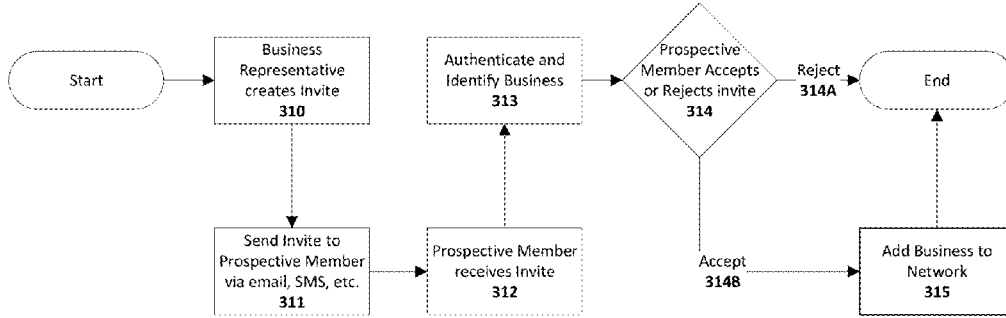 Start
Business
Representative
creates Invite
310
Send Invite to
Prospective Member
via email, SMS, etc.
311
Prospective Member
receives Invite
312
Authenticate and
Identify Business
313
Prospective
Member Accepts
or Rejects invite
314
Reject
314A
End
Accept
314B
Add Business to
Network
315